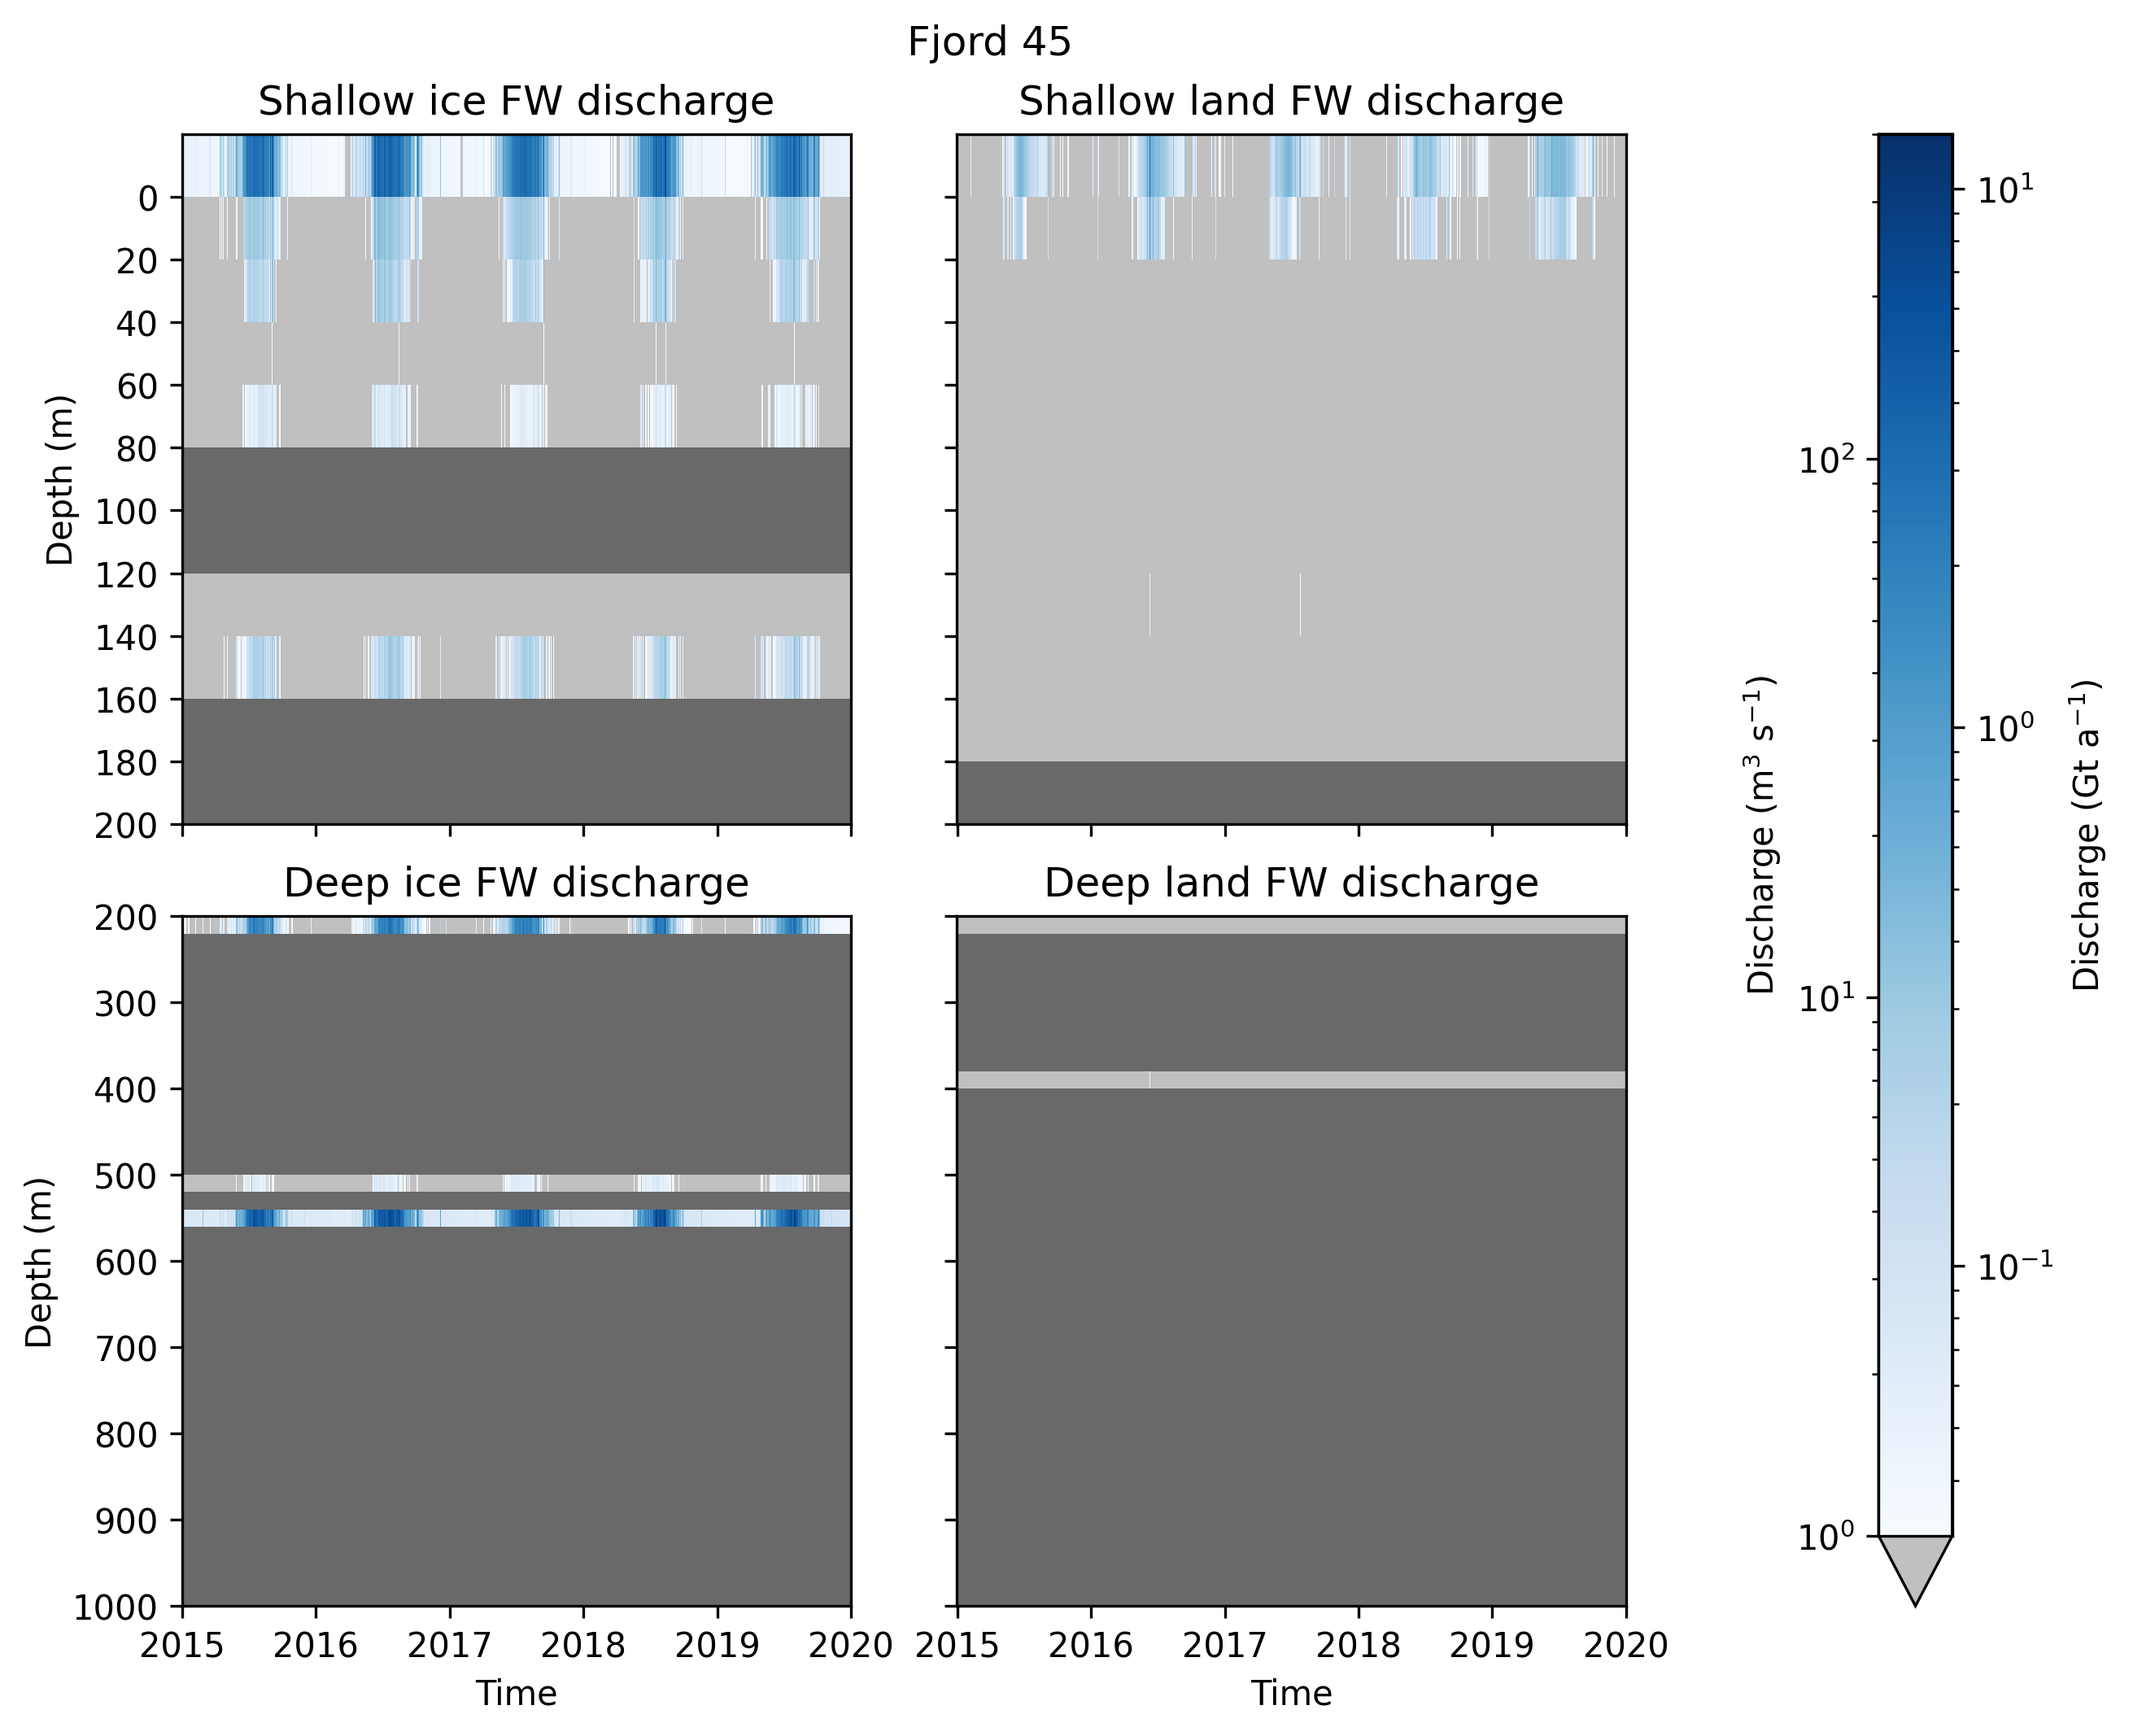 Fjord 45
Shallow ice FW discharge
Shallow land FW discharge
0
20
40
60
80
100
120
140
160
180
200
Depth (m)
Deep ice FW discharge
Deep land FW discharge
200
300
400
500
600
700
800
900
1000
Depth (m)
2015 2016 2017 2018 2019 2020
Time
2015 2016 2017 2018 2019 2020
Time
10²
10¹
10⁰
Discharge (m³ s⁻¹)
10¹
10⁰
10⁻¹
Discharge (Gt a⁻¹)